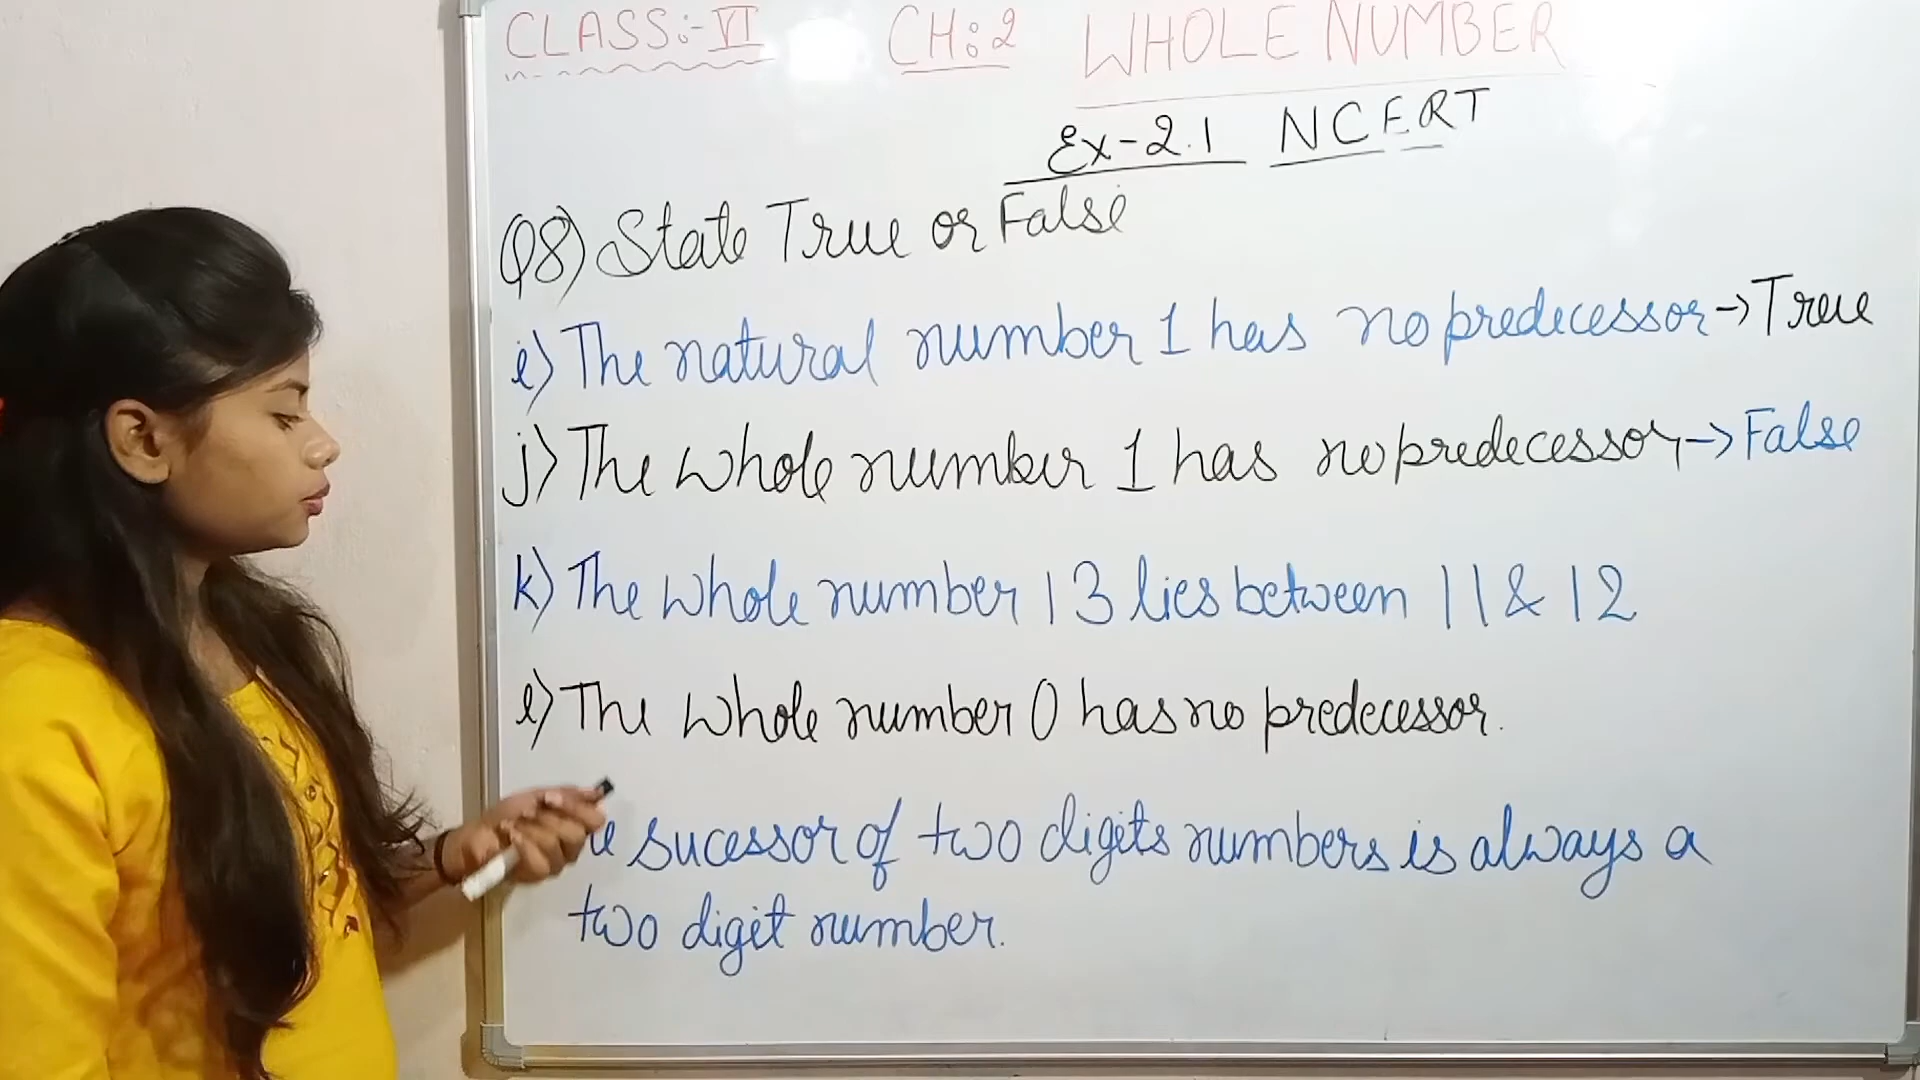 CLASS:-VI CH:2 WHOLE NUMBER
Ex-2.1 NCERT
Q8) State True or False
i) The natural number 1 has no predecessor → True
j) The whole number 1 has no predecessor → False
k) The whole number 13 lies between 11 & 12
l) The whole number 0 has no predecessor.
sucessor of two digits numbers is always a
two digit number.